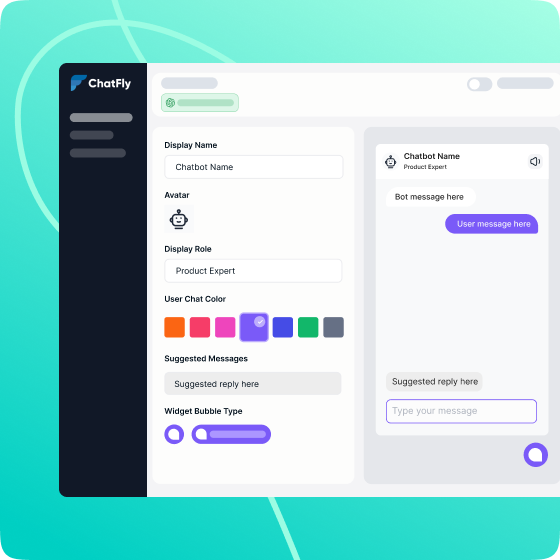 ChatFly
Display Name
Chatbot Name
Avatar
Display Role
Product Expert
User Chat Color
Suggested Messages
Suggested reply here
Widget Bubble Type
Chatbot Name
Product Expert
Bot message here
User message here
Suggested reply here
Type your message